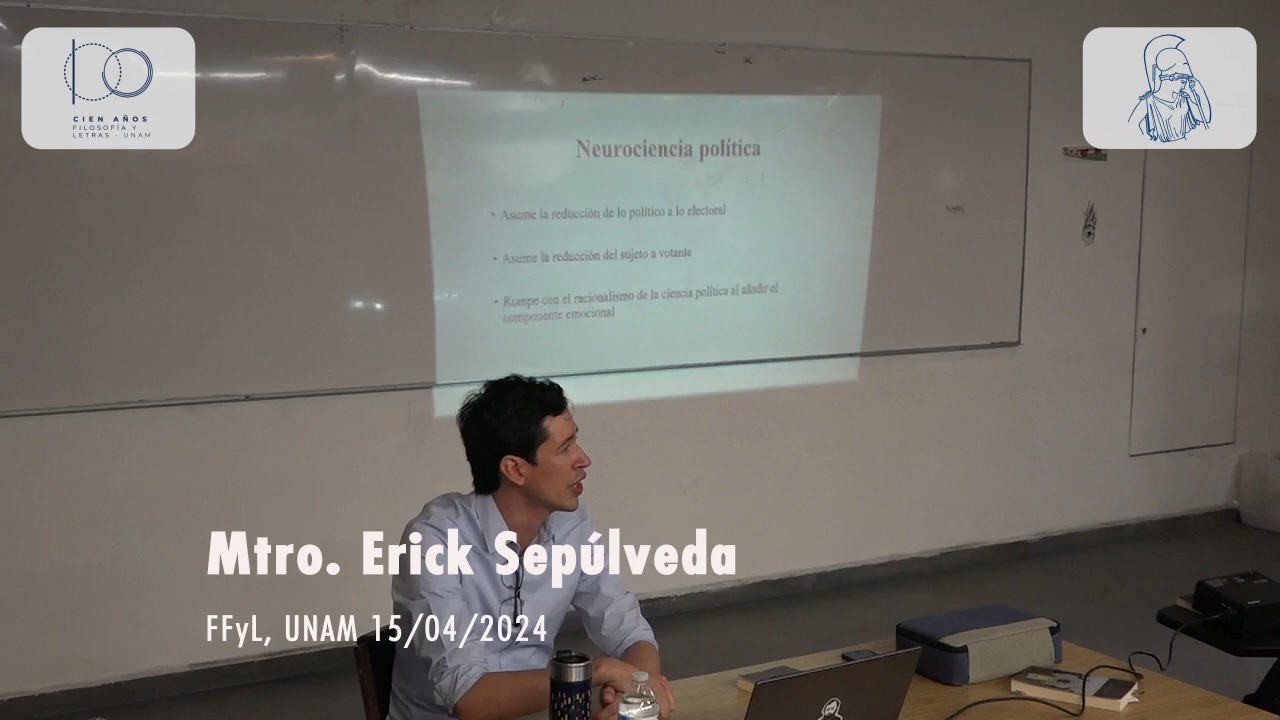 CIEN AÑOS
FILOSOFÍA Y
LETRAS · UNAM
Neurociencia política
• Asume la reducción de lo político a lo electoral
• Asume la reducción del sujeto a votante
• Rompe con el racionalismo de la ciencia política al añadir el
componente emocional
Mtro. Erick Sepúlveda
FFyL, UNAM 15/04/2024